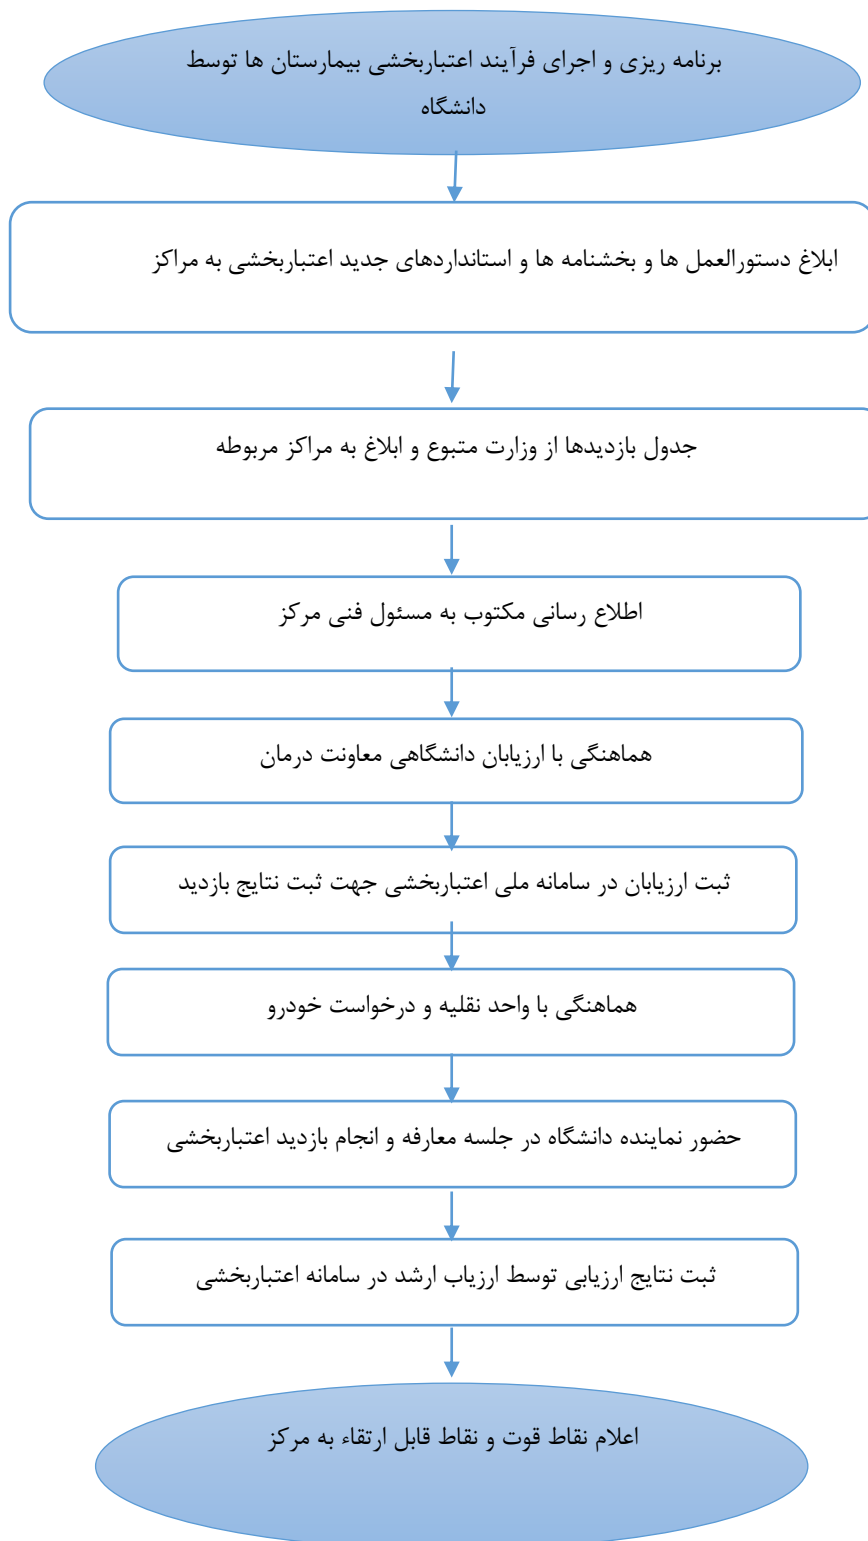 برنامه ریزی و اجرای فرآیند اعتباربخشی بیمارستان ها توسط
دانشگاه
ابلاغ دستورالعمل ها و بخشنامه ها و استانداردهای جدید اعتباربخشی به مراکز
جدول بازدیدها از وزارت متبوع و ابلاغ به مراکز مربوطه
اطلاع رسانی مکتوب به مسئول فنی مرکز
هماهنگی با ارزیابان دانشگاهی معاونت درمان
ثبت ارزیابان در سامانه ملی اعتباربخشی جهت ثبت نتایج بازدید
هماهنگی با واحد نقلیه و درخواست خودرو
حضور نماینده دانشگاه در جلسه معارفه و انجام بازدید اعتباربخشی
ثبت نتایج ارزیابی توسط ارزیاب ارشد در سامانه اعتباربخشی
اعلام نقاط قوت و نقاط قابل ارتقاء به مرکز